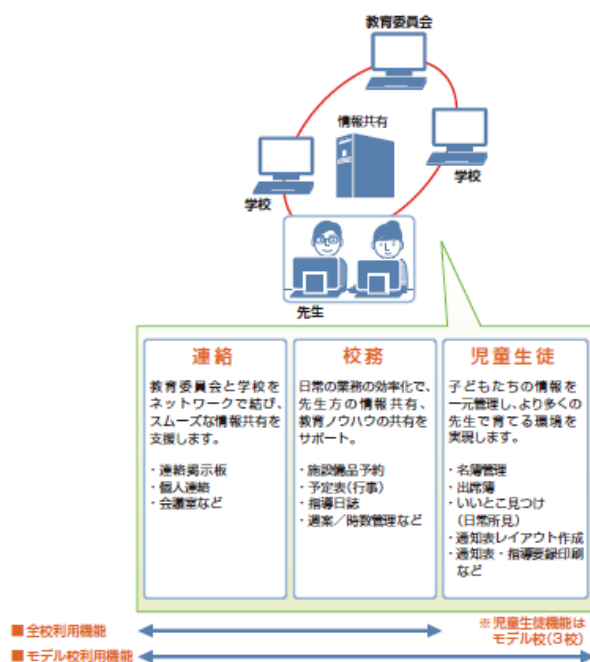 教育委員会
情報共有
学校
学校
先生
連絡
教育委員会と学校を
ネットワークで結び、
スムーズな情報共有を
支援します。
・連絡掲示板
・個人連絡
・会議室など
校務
日常の業務の効率化で、
先生方の情報共有、
教育ノウハウの共有を
サポート。
・施設備品予約
・予定表(行事)
・指導日誌
・週案／時数管理など
児童生徒
子どもたちの情報を
一元管理し、より多くの
先生で育てる環境を
実現します。
・名簿管理
・出席簿
・いいとこ見つけ
(日常所見)
・通知表レイアウト作成
・通知表・指導要録印刷
など
■全校利用機能
※児童生徒機能は
モデル校(3校)
■モデル校利用機能